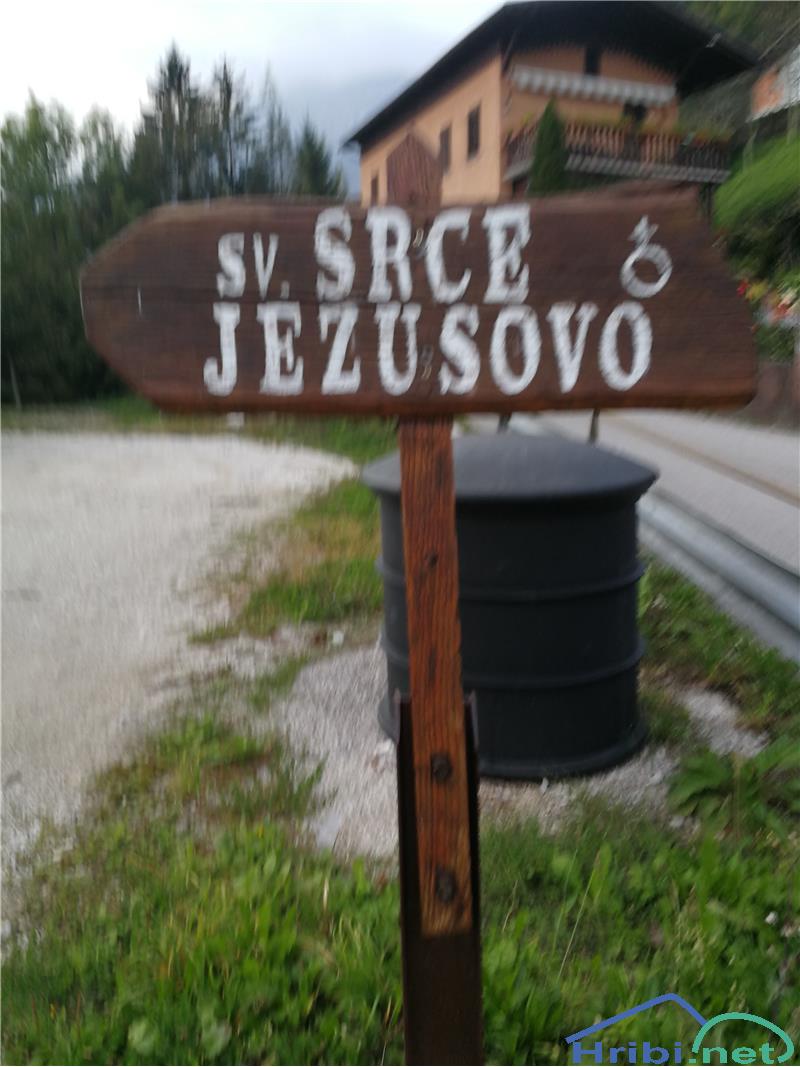 SV. SRCE
JEZUSOVO
Hribi.net